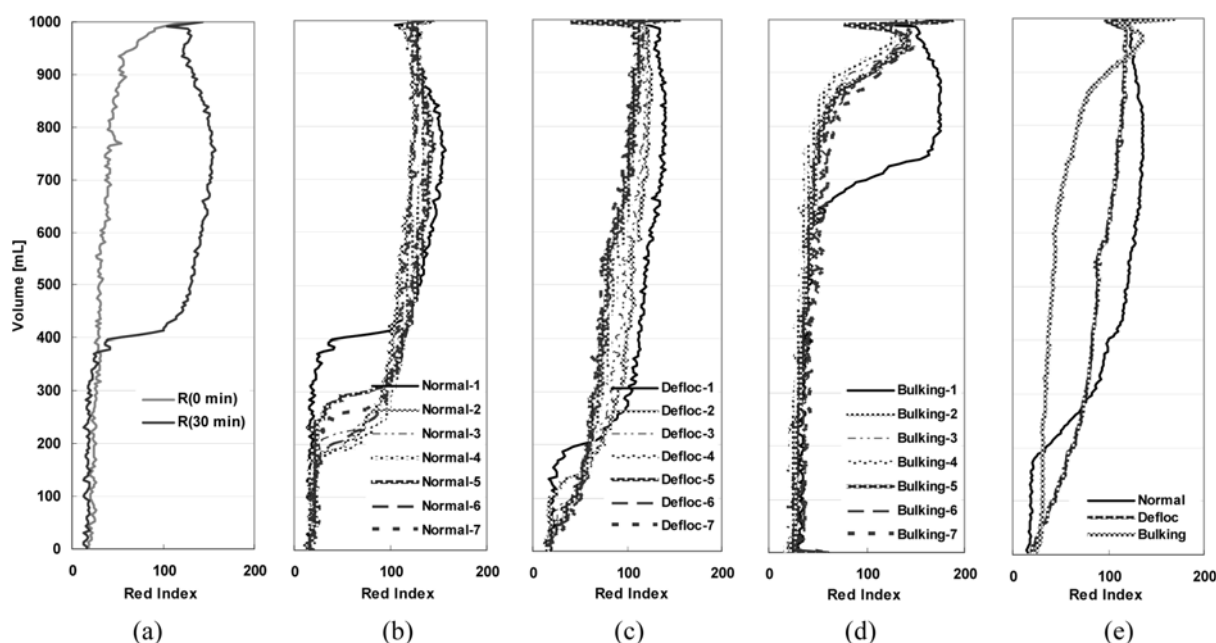 Volume [mL]
1000
900
800
700
600
500
400
300
200
100
0
R(0 min)
R(30 min)
0 100 200
Red Index
(a)
Normal-1
Normal-2
Normal-3
Normal-4
Normal-5
Normal-6
Normal-7
0 100 200
Red Index
(b)
Defloc-1
Defloc-2
Defloc-3
Defloc-4
Defloc-5
Defloc-6
Defloc-7
0 100 200
Red Index
(c)
Bulking-1
Bulking-2
Bulking-3
Bulking-4
Bulking-5
Bulking-6
Bulking-7
0 100 200
Red Index
(d)
Normal
Defloc
Bulking
0 100 200
Red Index
(e)